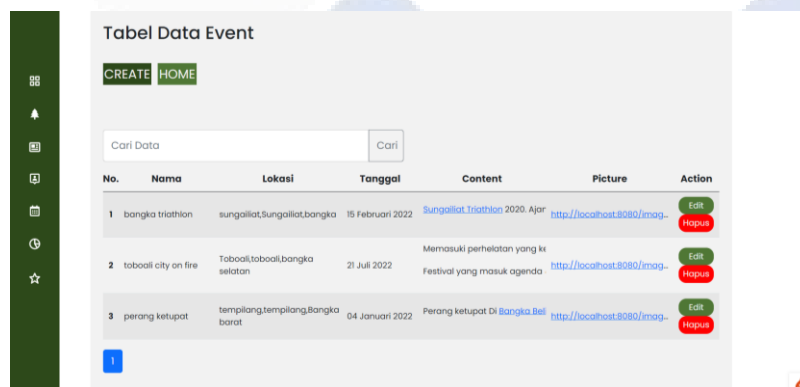 Tabel Data Event
CREATE HOME
Cari Data Cari
No. Nama Lokasi Tanggal Content Picture Action
1 bangka triathlon sungailiat,Sungailiat,bangka 15 Februari 2022 Sungailiat Triathlon 2020. Ajar http://localhost:8080/imag.. Edit
Hapus
2 toboali city on fire Toboali,toboali,bangka
selatan 21 Juli 2022 Memasuki perhelatan yang ke
Festival yang masuk agenda http://localhost:8080/imag.. Edit
Hapus
3 perang ketupat tempilang,tempilang,Bangka
barat 04 Januari 2022 Perang ketupat Di Bangka Beli http://localhost:8080/imag.. Edit
Hapus
1